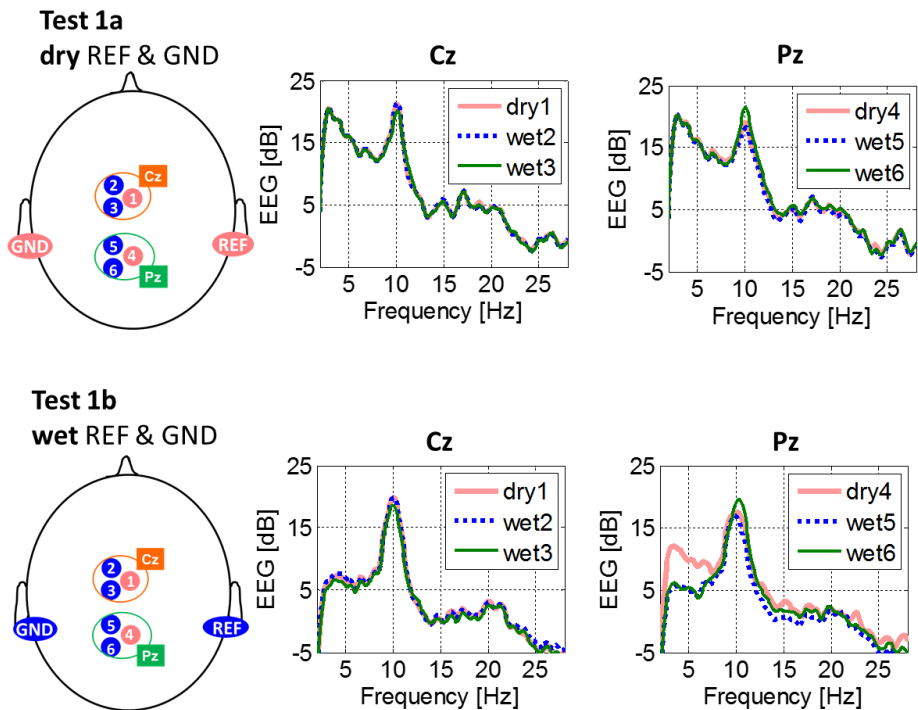 Test 1a
dry REF & GND
Cz
2
1
3
GND
REF
5
4
6
Pz
Cz
25
15
5
-5
EEG [dB]
dry1
wet2
wet3
5 10 15 20 25
Frequency [Hz]
Pz
25
15
5
-5
EEG [dB]
dry4
wet5
wet6
5 10 15 20 25
Frequency [Hz]
Test 1b
wet REF & GND
Cz
2
1
3
GND
REF
5
4
6
Pz
Cz
25
15
5
-5
EEG [dB]
dry1
wet2
wet3
5 10 15 20 25
Frequency [Hz]
Pz
25
15
5
-5
EEG [dB]
dry4
wet5
wet6
5 10 15 20 25
Frequency [Hz]